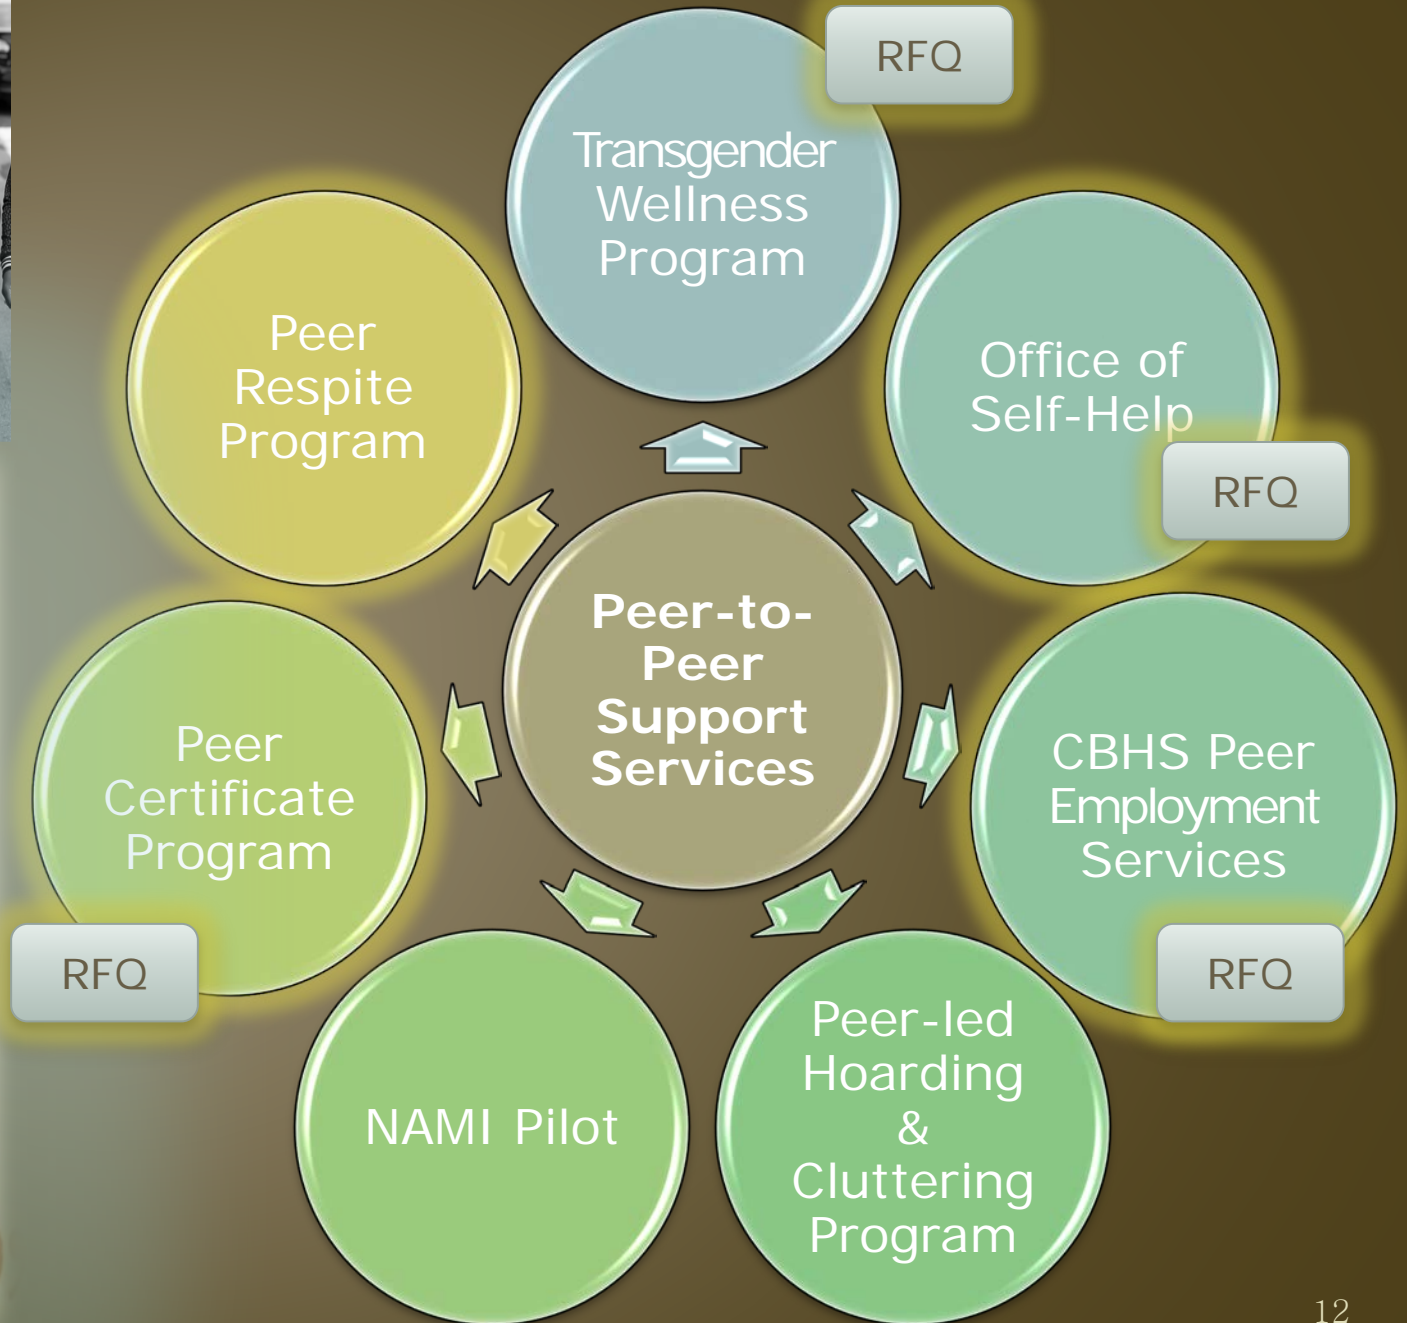 RFQ
Transgender
Wellness
Program
Peer
Respite
Program
Office of
Self-Help
RFQ
Peer-to-
Peer
Support
Services
Peer
Certificate
Program
RFQ
CBHS Peer
Employment
Services
RFQ
NAMI Pilot
Peer-led
Hoarding
&
Cluttering
Program
12